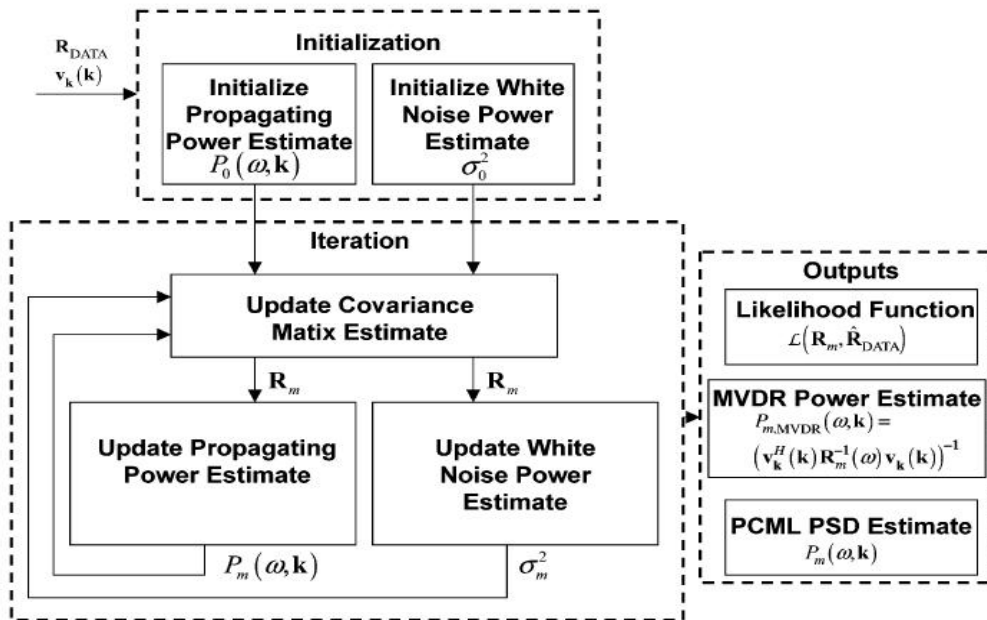 R_DATA
v_k(k)
Initialization
Initialize
Propagating
Power Estimate
P_0(ω,k)
Initialize White
Noise Power
Estimate
σ_0^2
Iteration
Update Covariance
Matix Estimate
R_m
R_m
Update Propagating
Power Estimate
Update White
Noise Power
Estimate
P_m(ω,k)
σ_m^2
Outputs
Likelihood Function
ℒ(R_m, R̂_DATA)
MVDR Power Estimate
P_m,MVDR(ω,k) =
(v_k^H(k) R_m^-1(ω) v_k(k))^-1
PCML PSD Estimate
P_m(ω,k)